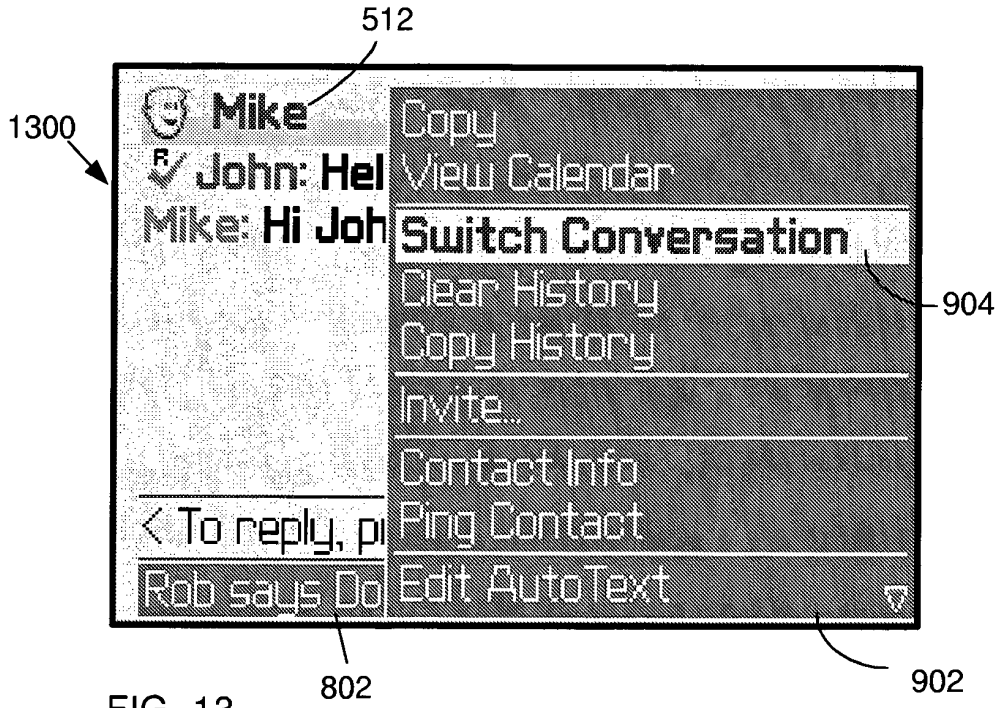 512
1300
Mike
R John: Hel
Mike: Hi Joh
< To reply, p
Rob says Do
Copy
View Calendar
Switch Conversation
Clear History
Copy History
Invite...
Contact Info
Ping Contact
Edit AutoText
904
802
902
FIG. 13